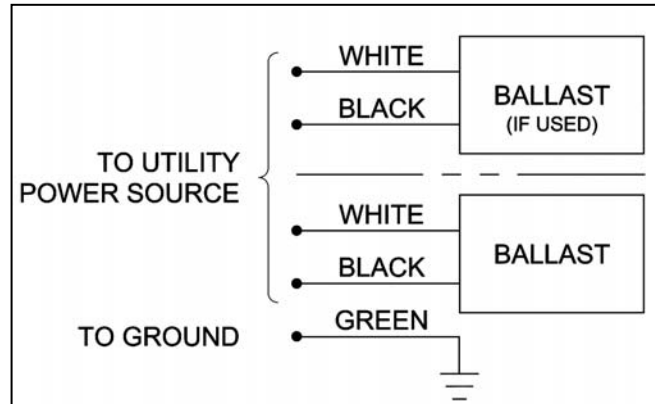 WHITE
BALLAST
(IF USED)
BLACK
TO UTILITY
POWER SOURCE
WHITE
BALLAST
BLACK
GREEN
TO GROUND